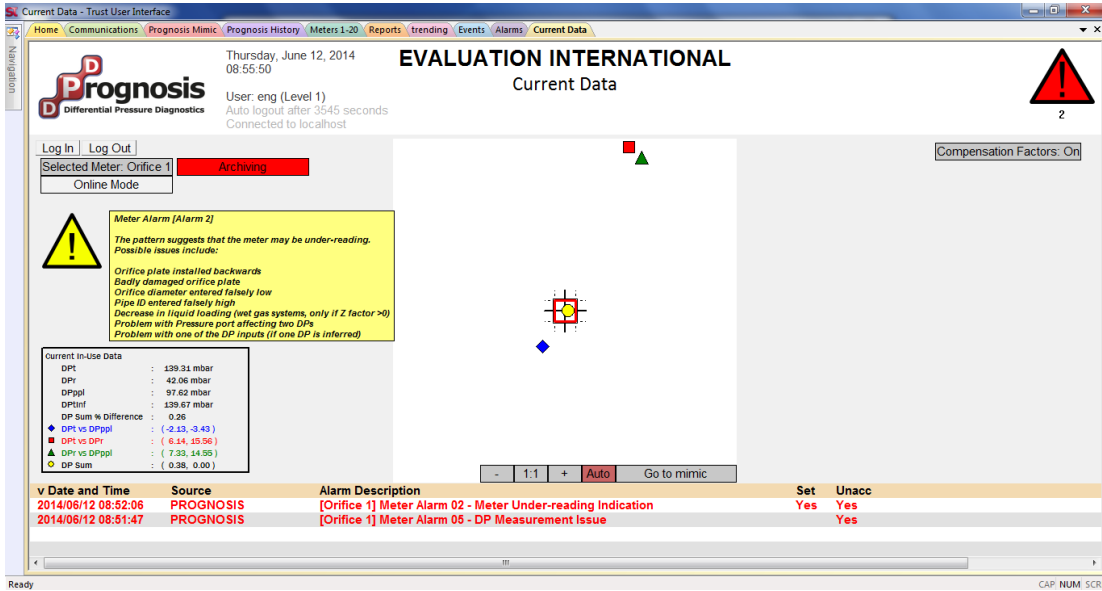 Current Data - Trust User Interface
Home Communications Prognosis Mimic Prognosis History Meters 1-20 Reports trending Events Alarms Current Data
Navigation
D Prognosis D
Differential Pressure Diagnostics
Thursday, June 12, 2014
08:55:50
User: eng (Level 1)
Auto logout after 3545 seconds
Connected to localhost
EVALUATION INTERNATIONAL
Current Data
!
2
Log In Log Out
Selected Meter: Orifice 1 Archiving
Online Mode
Compensation Factors: On
!
Meter Alarm [Alarm 2]
The pattern suggests that the meter may be under-reading.
Possible issues include:
Orifice plate installed backwards
Badly damaged orifice plate
Orifice diameter entered falsely low
Pipe ID entered falsely high
Decrease in liquid loading (wet gas systems, only if Z factor >0)
Problem with Pressure port affecting two DPs
Problem with one of the DP inputs (if one DP is inferred)
Current In-Use Data
DPt : 139.31 mbar
DPr : 42.06 mbar
DPppl : 97.62 mbar
DPtinf : 139.67 mbar
DP Sum % Difference : 0.26
DPt vs DPppl : (-2.13, -3.43 )
DPt vs DPr : ( 6.14, 15.56 )
DPr vs DPppl : ( 7.33, 14.55 )
DP Sum : ( 0.38, 0.00 )
- 1:1 + Auto Go to mimic
v Date and Time Source Alarm Description Set Unacc
2014/06/12 08:52:06 PROGNOSIS [Orifice 1] Meter Alarm 02 - Meter Under-reading Indication Yes Yes
2014/06/12 08:51:47 PROGNOSIS [Orifice 1] Meter Alarm 05 - DP Measurement Issue Yes
Ready CAP NUM SCR